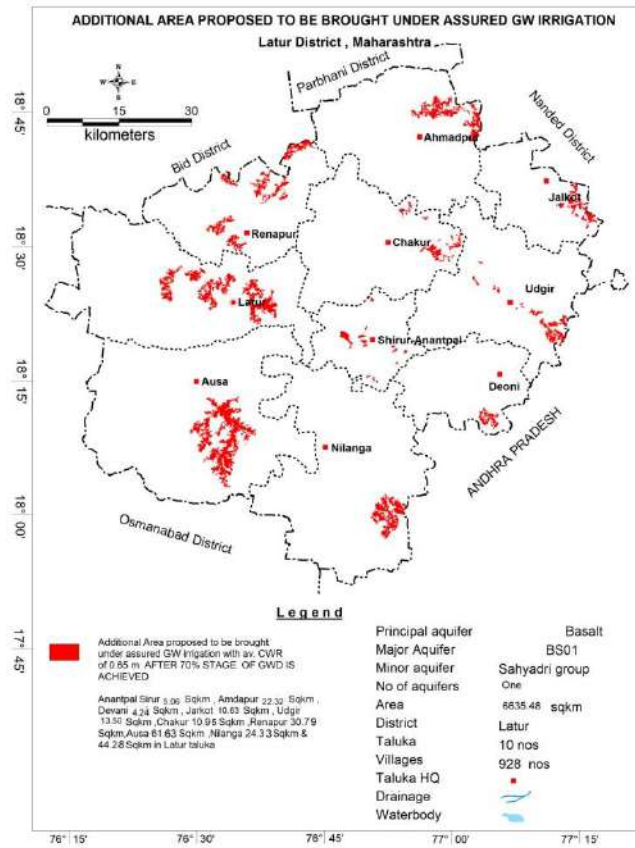 ADDITIONAL AREA PROPOSED TO BE BROUGHT UNDER ASSURED GW IRRIGATION
Latur District , Maharashtra
N
W E
S
0 15 30
kilometers
Parbhani District
Nanded District
Bid District
18° 45'
18° 30'
18° 15'
18° 00'
17° 45'
Ahmadpur
Jalkot
Renapur
Chakur
Udgir
Latur
Shirur-Anantpal
Deoni
Ausa
Nilanga
ANDHRA PRADESH
Osmanabad District
Legend
Additional Area proposed to be brought
under assured GW irrigation with av. CWR
of 0.65 m AFTER 70% STAGE OF GWD IS
ACHIEVED
Anantpal Sirur 5.06 Sqkm , Amdapur 22.32 Sqkm ,
Devani 4.24 Sqkm , Jarkot 10.63 Sqkm , Udgir
13.50 Sqkm ,Chakur 10.95 Sqkm ,Renapur 30.79
Sqkm,Ausa 61.63 Sqkm ,Nilanga 24.33 Sqkm &
44.28 Sqkm in Latur taluka
Principal aquifer Basalt
Major Aquifer BS01
Minor aquifer Sahyadri group
No of aquifers One
Area 6635.48 sqkm
District Latur
Taluka 10 nos
Villages 928 nos
Taluka HQ
Drainage
Waterbody
76° 15' 76° 30' 76° 45' 77° 00' 77° 15'